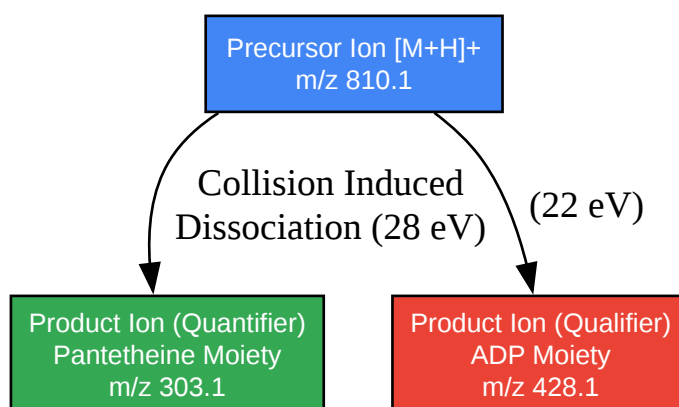 Precursor Ion [M+H]+
m/z 810.1
Collision Induced
Dissociation (28 eV)
(22 eV)
Product Ion (Quantifier)
Pantetheine Moiety
m/z 303.1
Product Ion (Qualifier)
ADP Moiety
m/z 428.1